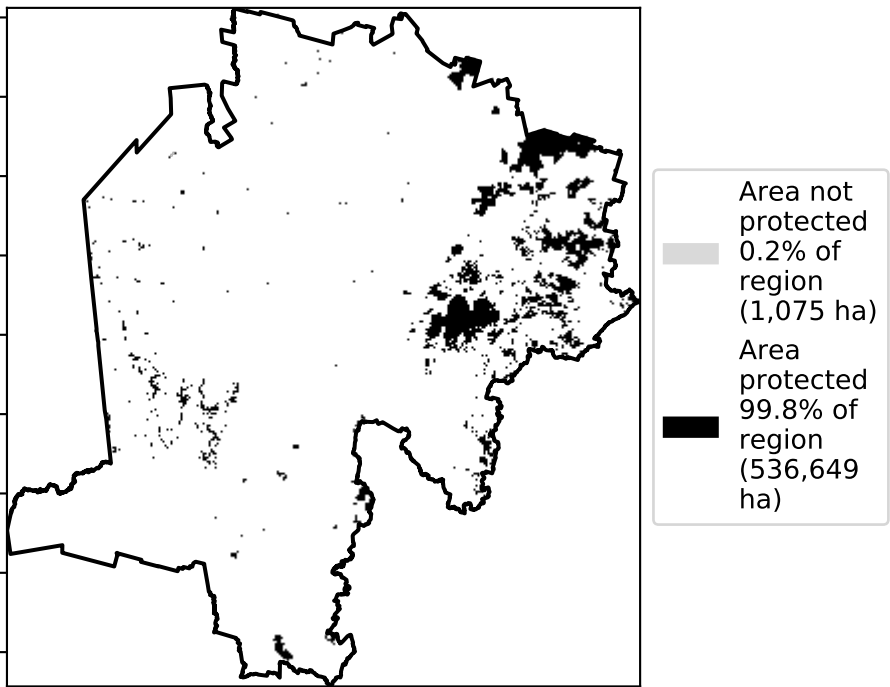 Area not
protected
0.2% of
region
(1,075 ha)
Area
protected
99.8% of
region
(536,649
ha)